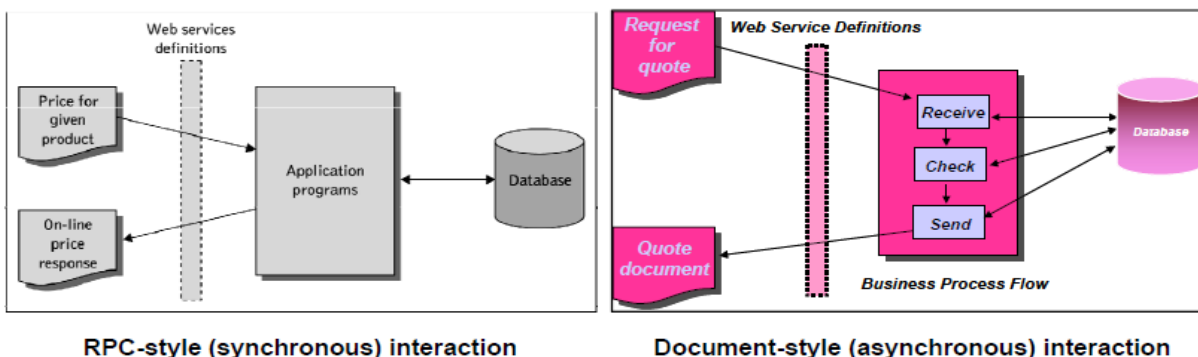 Web services
definitions
Price for
given
product
Application
programs
Database
On-line
price
response
RPC-style (synchronous) interaction
Request
for
quote
Web Service Definitions
Receive
Check
Send
Database
Quote
document
Business Process Flow
Document-style (asynchronous) interaction